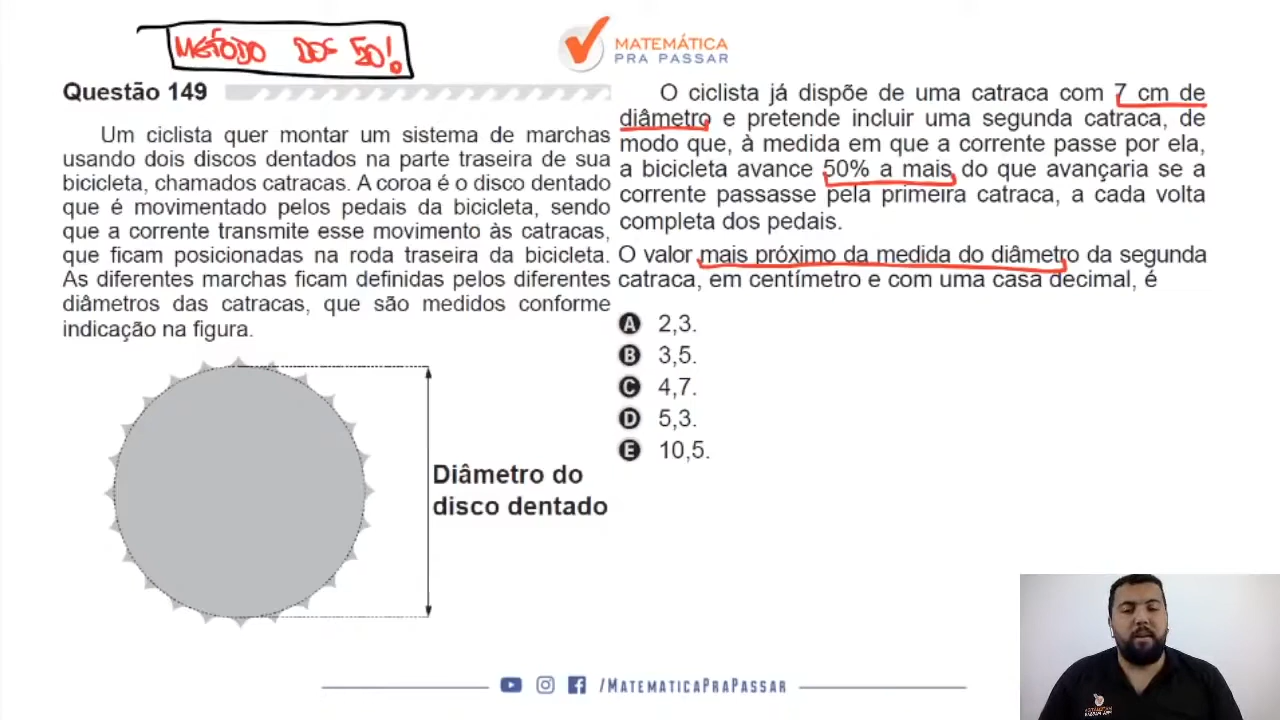 MÉTODO DOS 50!
MATEMÁTICA
PRA PASSAR
Questão 149
Um ciclista quer montar um sistema de marchas
usando dois discos dentados na parte traseira de sua
bicicleta, chamados catracas. A coroa é o disco dentado
que é movimentado pelos pedais da bicicleta, sendo
que a corrente transmite esse movimento às catracas,
que ficam posicionadas na roda traseira da bicicleta.
As diferentes marchas ficam definidas pelos diferentes
diâmetros das catracas, que são medidos conforme
indicação na figura.
Diâmetro do
disco dentado
O ciclista já dispõe de uma catraca com 7 cm de
diâmetro e pretende incluir uma segunda catraca, de
modo que, à medida em que a corrente passe por ela,
a bicicleta avance 50% a mais do que avançaria se a
corrente passasse pela primeira catraca, a cada volta
completa dos pedais.
O valor mais próximo da medida do diâmetro da segunda
catraca, em centímetro e com uma casa decimal, é
A 2,3.
B 3,5.
C 4,7.
D 5,3.
E 10,5.
/MATEMATICAPRAPASSAR